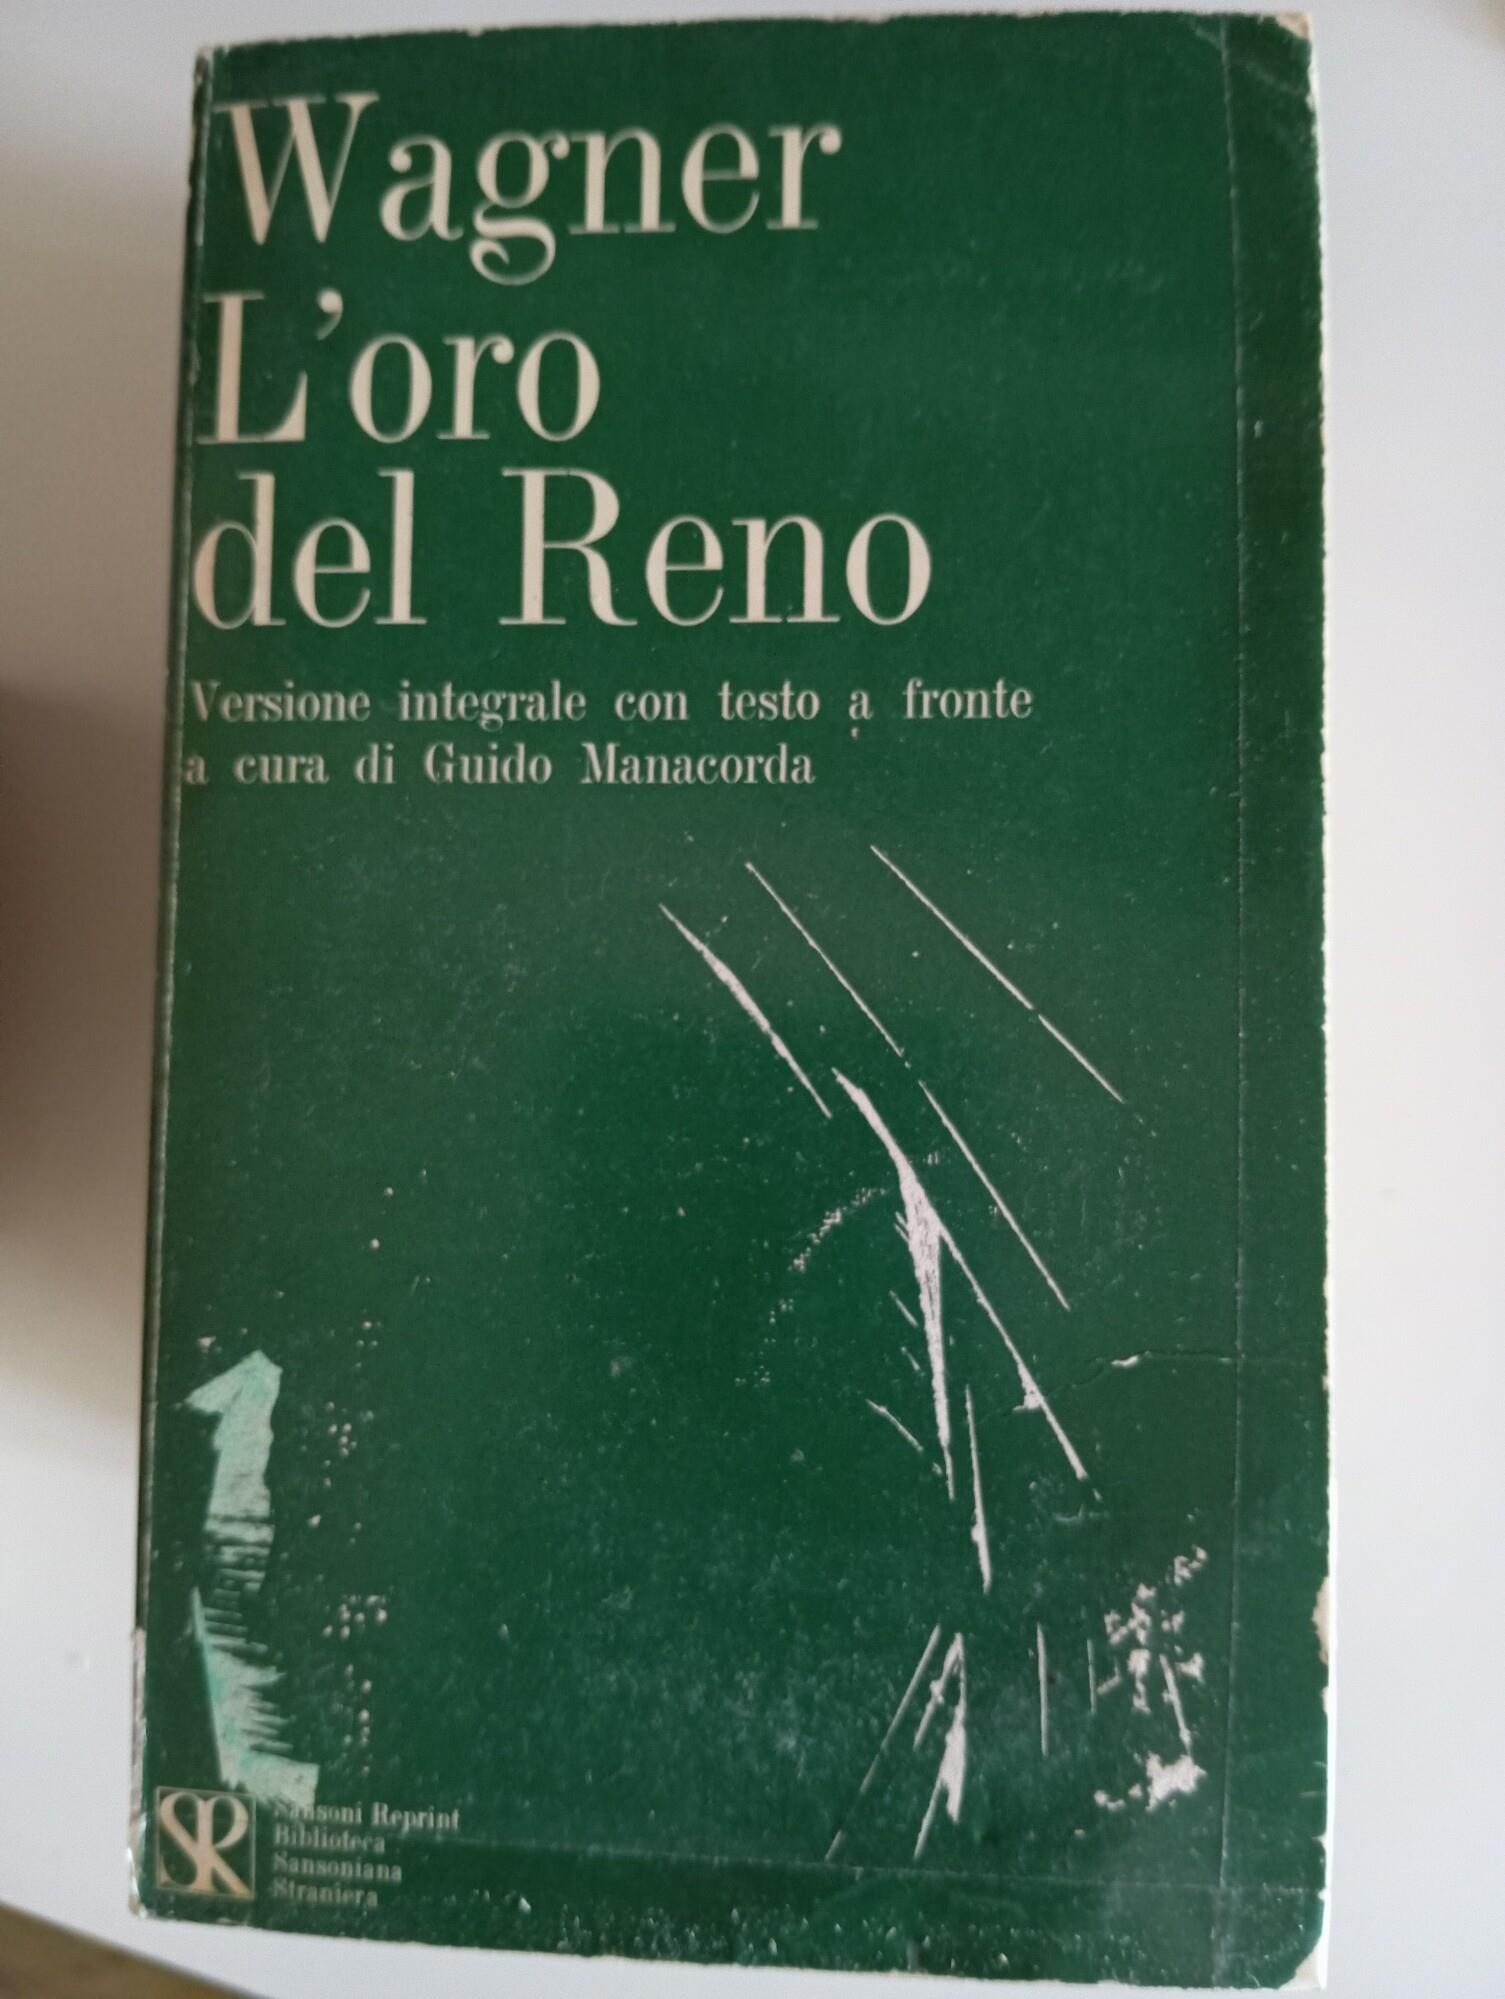 Wagner
L'oro
del Reno
Versione integrale con testo a fronte
a cura di Guido Manacorda
SR
Sansoni Reprint
Biblioteca
Sansoniana
Straniera